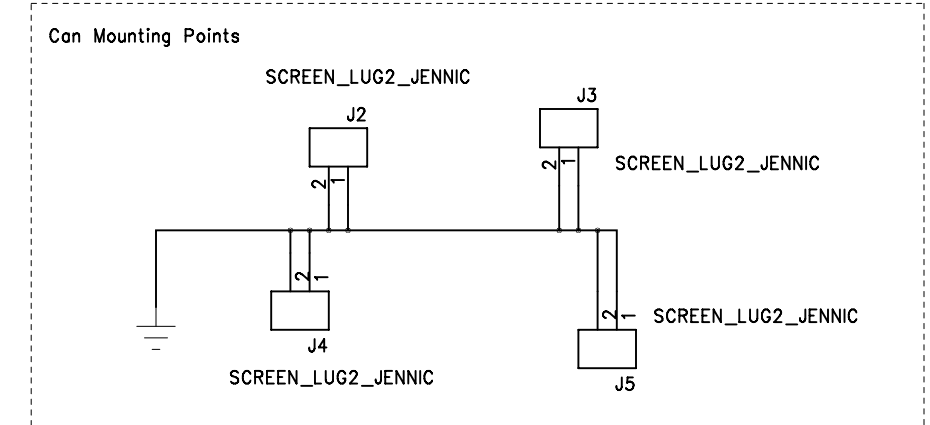 Can Mounting Points
SCREEN_LUG2_JENNIC
J2
J3
2 1
2 1
SCREEN_LUG2_JENNIC
2 1
J4
SCREEN_LUG2_JENNIC
2 1
SCREEN_LUG2_JENNIC
J5